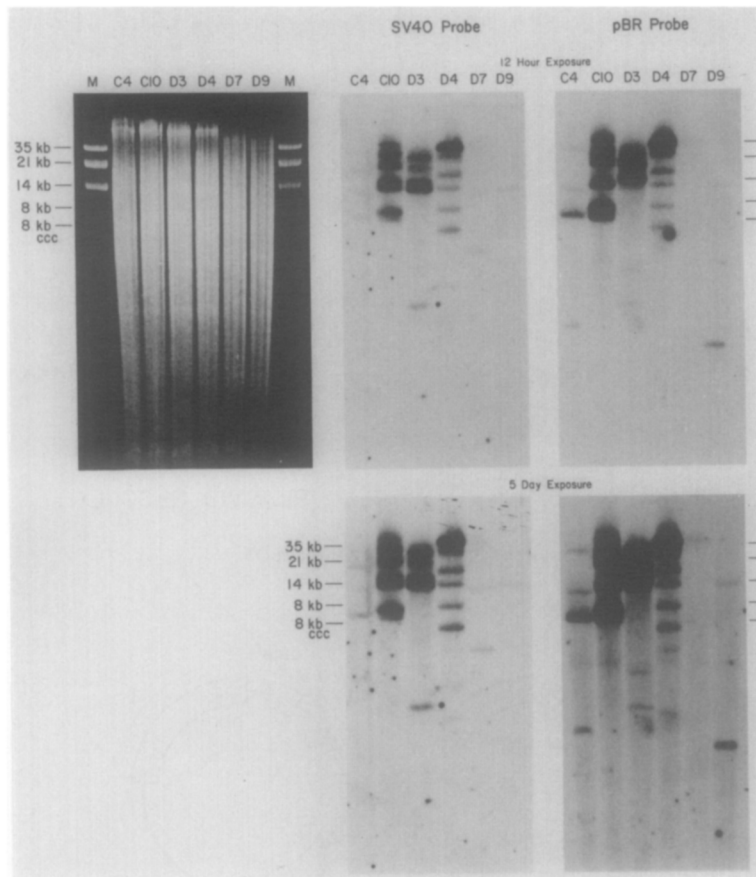 SV40 Probe
pBR Probe
12 Hour Exposure
M C4 C10 D3 D4 D7 D9 M
C4 C10 D3 D4 D7 D9
C4 C10 D3 D4 D7 D9
35 kb
21 kb
14 kb
8 kb
8 kb
ccc
5 Day Exposure
35 kb
21 kb
14 kb
8 kb
8 kb
ccc